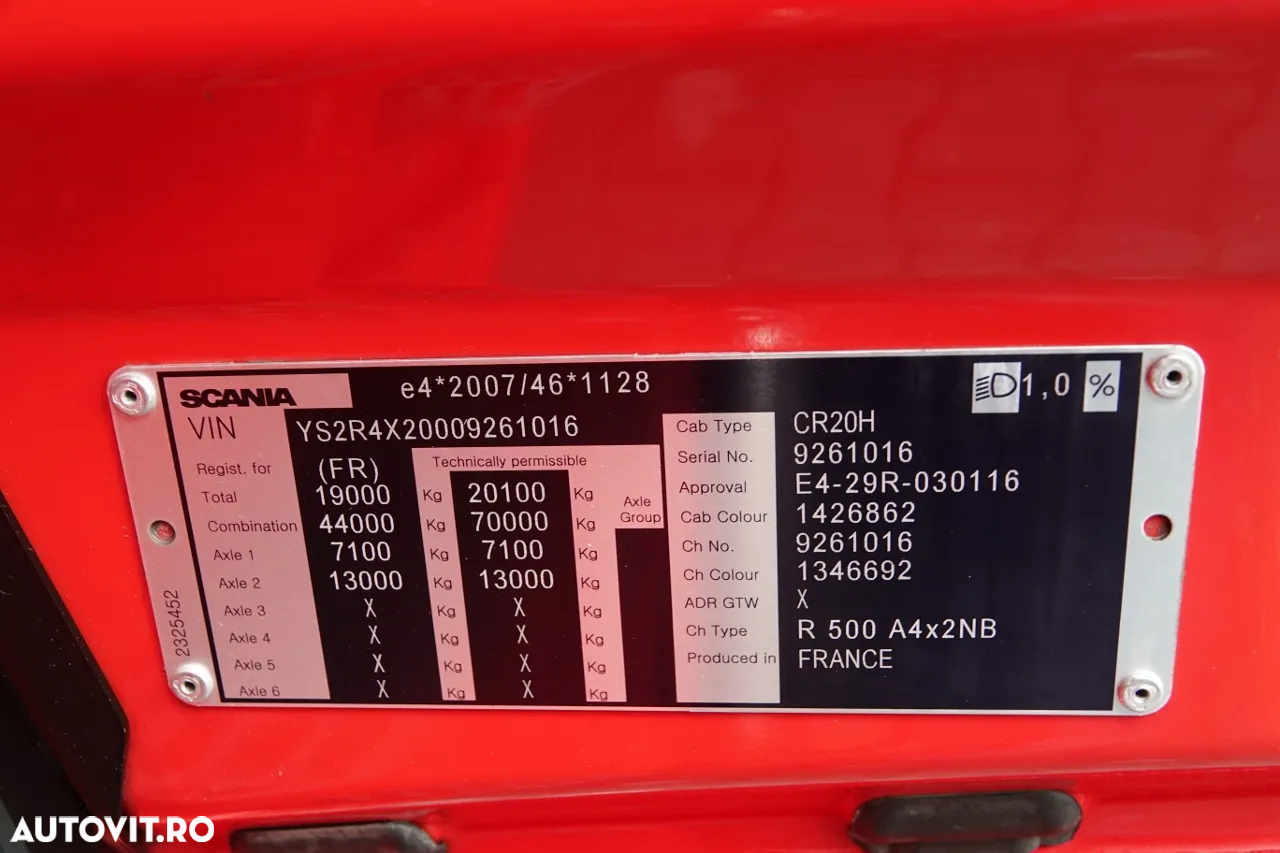 SCANIA e4*2007/46*1128 1,0 %
VIN YS2R4X20009261016
Regist. for (FR) Technically permissible
Total 19000 Kg 20100 Kg Axle Group
Combination 44000 Kg 70000 Kg
Axle 1 7100 Kg 7100 Kg
Axle 2 13000 Kg 13000 Kg
Axle 3 X Kg X Kg
Axle 4 X Kg X Kg
Axle 5 X Kg X Kg
Axle 6 X Kg X Kg
Cab Type CR20H
Serial No. 9261016
Approval E4-29R-030116
Cab Colour 1426862
Ch No. 9261016
Ch Colour 1346692
ADR GTW X
Ch Type R 500 A4x2NB
Produced in FRANCE
2325452
AUTOVIT.RO